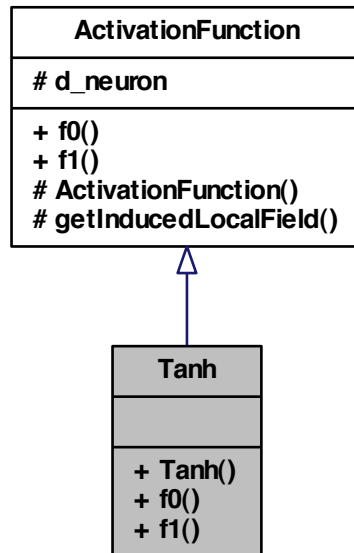 ActivationFunction
# d_neuron
+ f0()
+ f1()
# ActivationFunction()
# getInducedLocalField()
Tanh
+ Tanh()
+ f0()
+ f1()